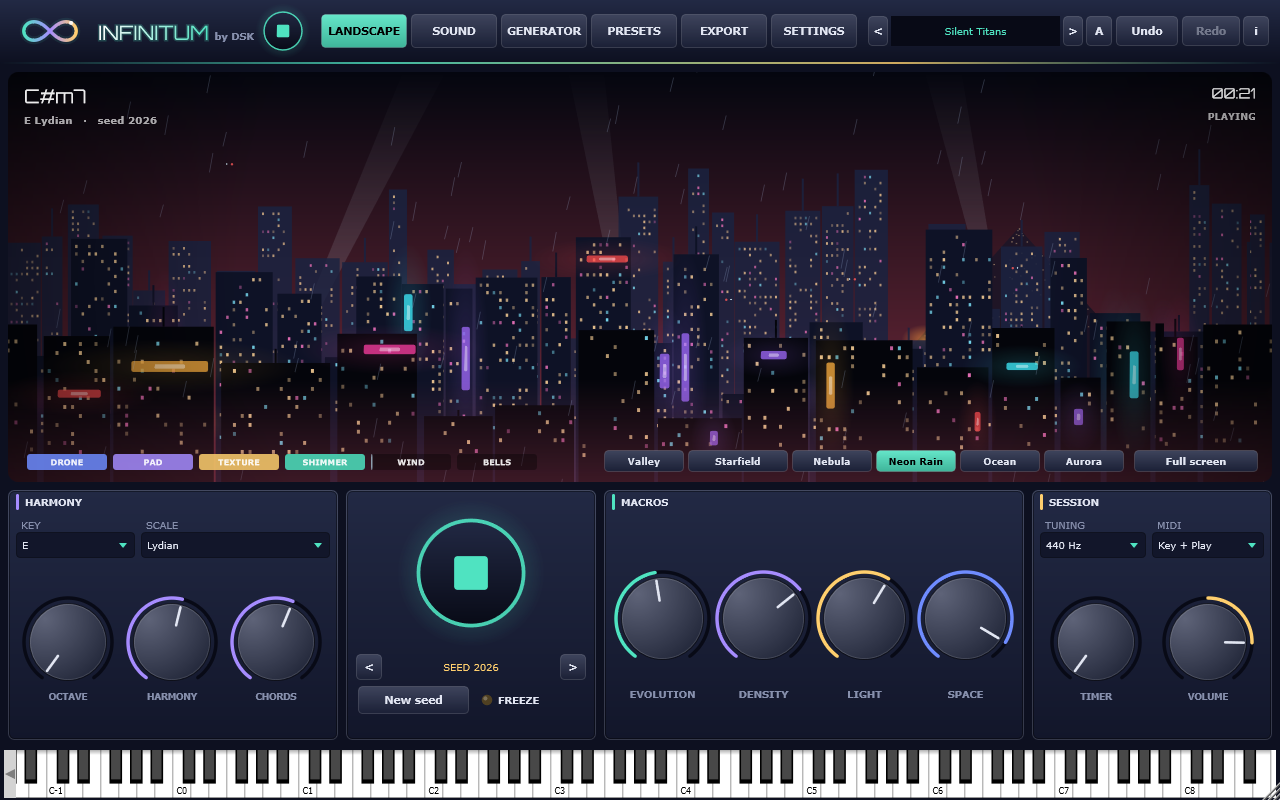 INFINITUM by DSK
LANDSCAPE SOUND GENERATOR PRESETS EXPORT SETTINGS < Silent Titans > A Undo Redo i
C#m7 00:21
E Lydian · seed 2026 PLAYING
DRONE PAD TEXTURE SHIMMER WIND BELLS Valley Starfield Nebula Neon Rain Ocean Aurora Full screen
HARMONY
KEY SCALE
E Lydian
OCTAVE HARMONY CHORDS
< SEED 2026 >
New seed FREEZE
MACROS
EVOLUTION DENSITY LIGHT SPACE
SESSION
TUNING MIDI
440 Hz Key + Play
TIMER VOLUME
C-1 C0 C1 C2 C3 C4 C5 C6 C7 C8